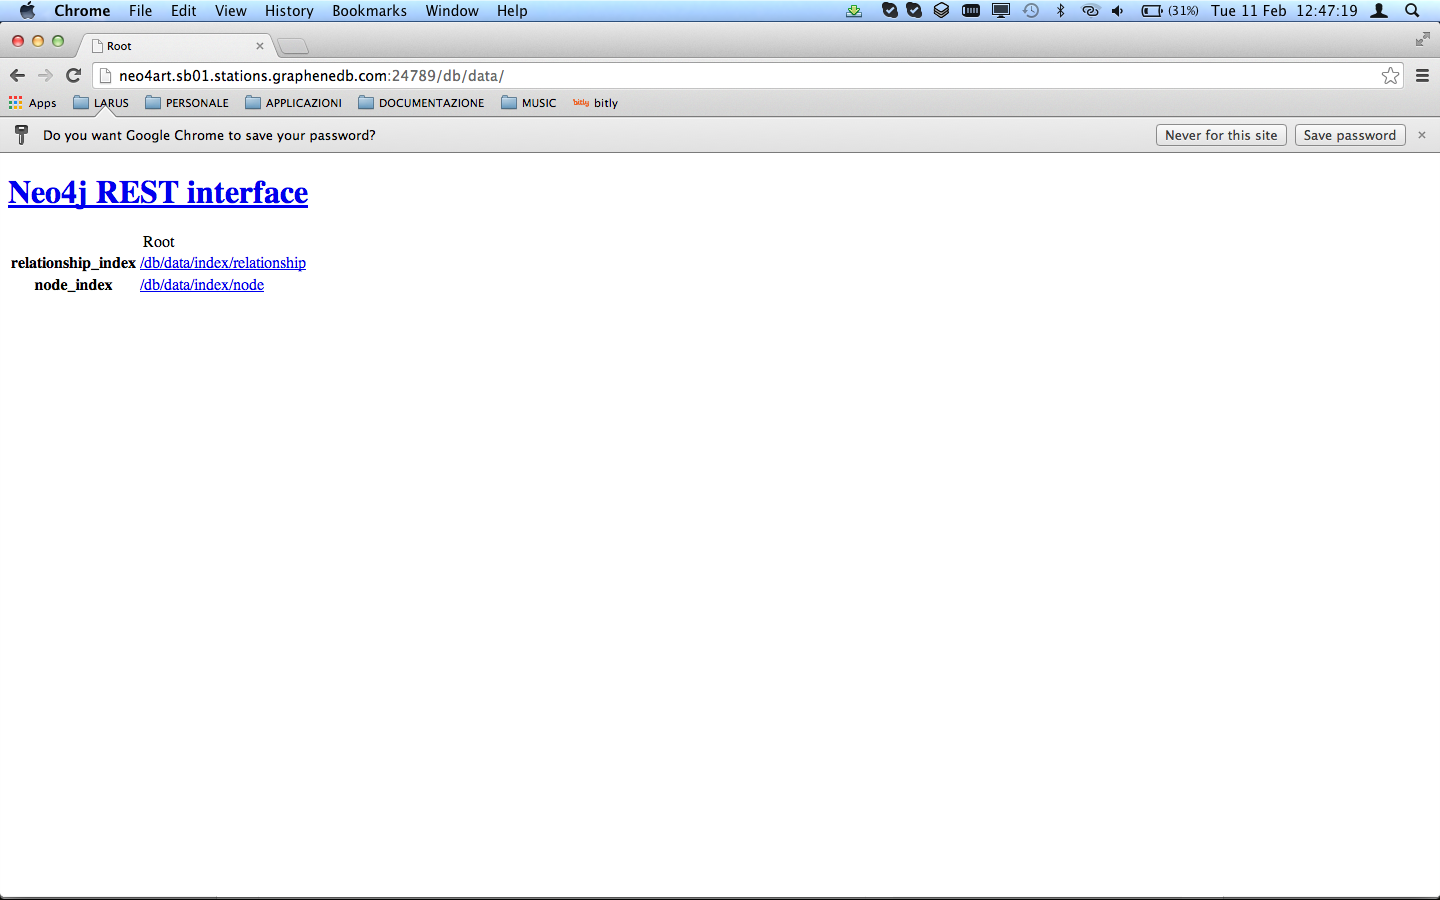 Chrome File Edit View History Bookmarks Window Help (31%) Tue 11 Feb 12:47:19
Root
neo4art.sb01.stations.graphenedb.com:24789/db/data/
Apps LARUS PERSONALE APPLICAZIONI DOCUMENTAZIONE MUSIC bitly bitly
Do you want Google Chrome to save your password? Never for this site Save password
Neo4j REST interface
Root
relationship_index /db/data/index/relationship
node_index /db/data/index/node